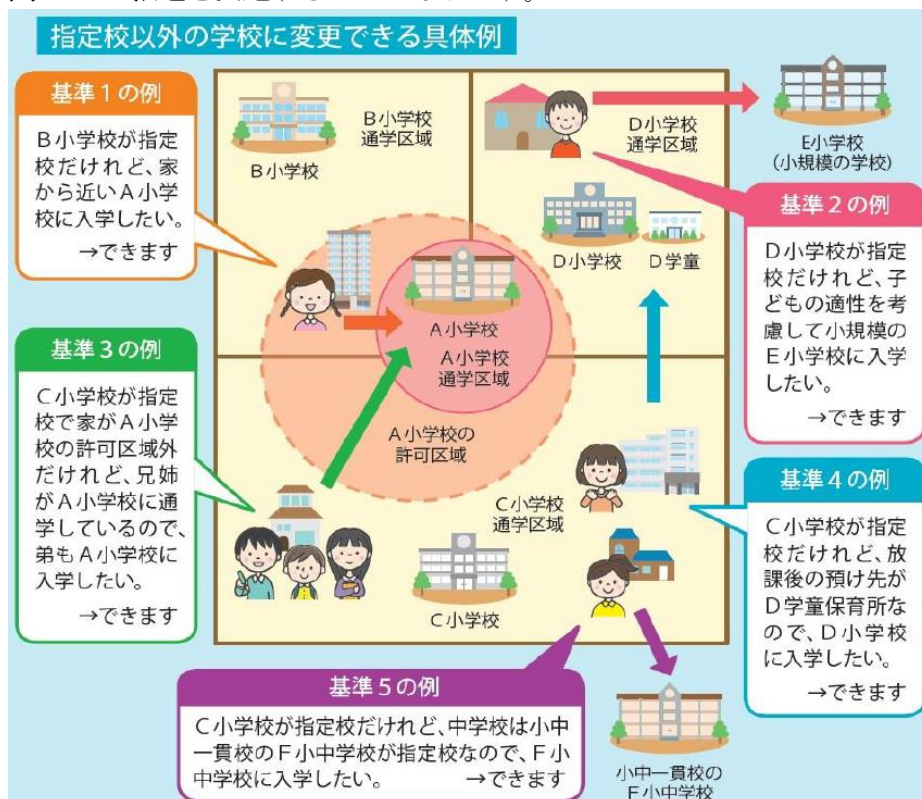 指定校以外の学校に変更できる具体例
基準1の例
B小学校が指定
校だけれど、家
から近いA小学
校に入学したい。
→できます
B小学校
通学区域
B小学校
D小学校
通学区域
E小学校
(小規模の学校)
D小学校
D学童
基準2の例
D小学校が指定
校だけれど、子
どもの適性を考
慮して小規模の
E小学校に入学
したい。
→できます
A小学校
A小学校
通学区域
A小学校の
許可区域
基準3の例
C小学校が指定
校で家がA小学
校の許可区域外
だけれど、兄姉
がA小学校に通
学しているので、
弟もA小学校に
入学したい。
→できます
C小学校
通学区域
C小学校
基準4の例
C小学校が指定
校だけれど、放
課後の預け先が
D学童保育所な
ので、D小学校
に入学したい。
→できます
基準5の例
C小学校が指定校だけれど、中学校は小中
一貫校のF小中学校が指定校なので、F小
中学校に入学したい。 →できます
小中一貫校の
F小中学校